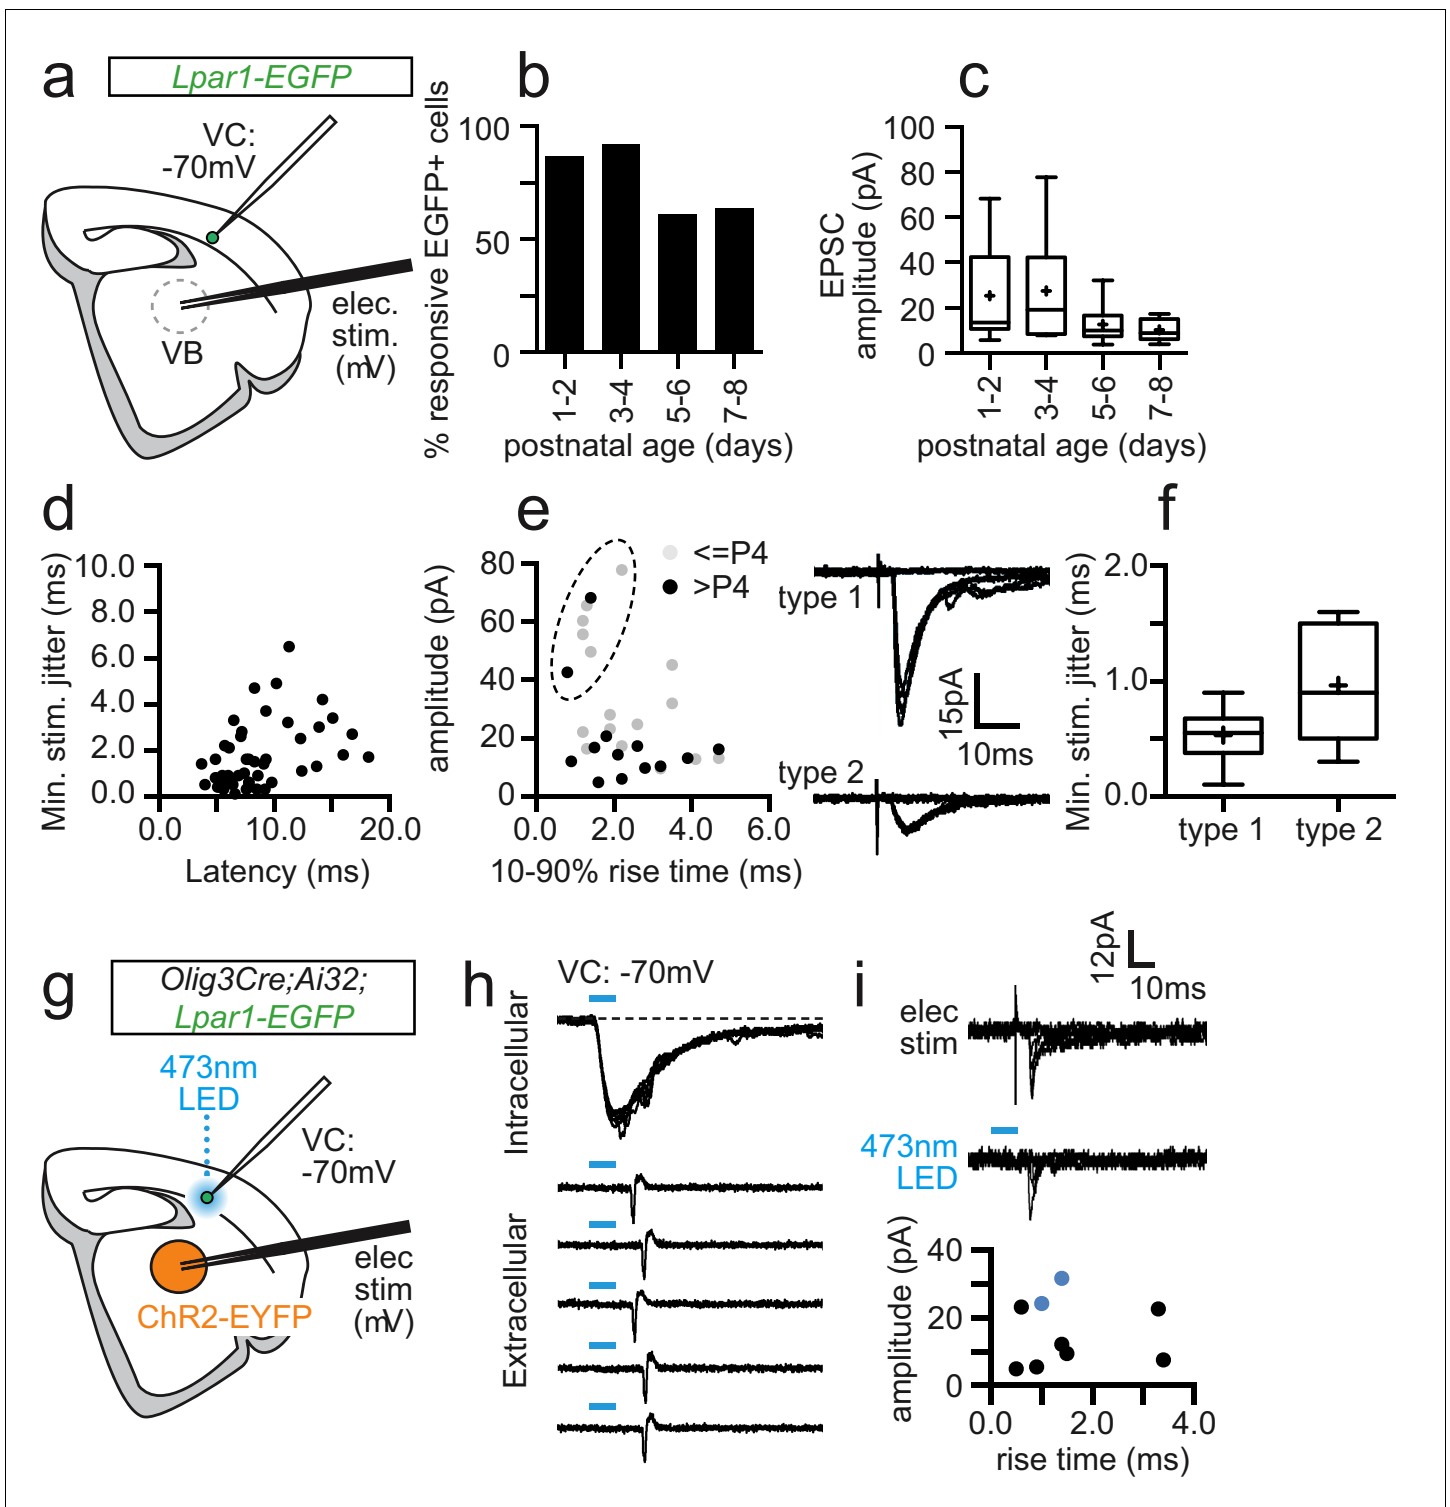 a
Lpar1-EGFP
VC:
-70mV
elec.
stim.
(mV)
VB
b
% responsive EGFP+ cells
100
50
0
1-2
3-4
5-6
7-8
postnatal age (days)
c
EPSC
amplitude (pA)
100
80
60
40
20
0
1-2
3-4
5-6
7-8
postnatal age (days)
d
Min. stim. jitter (ms)
10.0
8.0
6.0
4.0
2.0
0.0
0.0
10.0
20.0
Latency (ms)
e
amplitude (pA)
80
60
40
20
0
0.0
2.0
4.0
6.0
10-90% rise time (ms)
<=P4
>P4
type 1
15pA
10ms
type 2
f
Min. stim. jitter (ms)
2.0
1.0
0.0
type 1
type 2
g
Olig3Cre;Ai32;
Lpar1-EGFP
473nm
LED
VC:
-70mV
elec
stim
(mV)
ChR2-EYFP
h
VC: -70mV
Intracellular
Extracellular
i
12pA
10ms
elec
stim
473nm
LED
amplitude (pA)
40
20
0
0.0
2.0
4.0
rise time (ms)